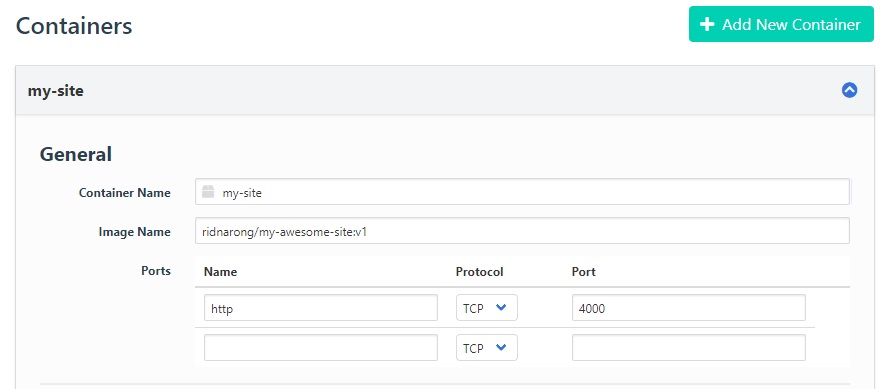 Containers
Add New Container
my-site
General
Container Name my-site
Image Name ridnarong/my-awesome-site:v1
Ports Name Protocol Port
http TCP 4000
TCP